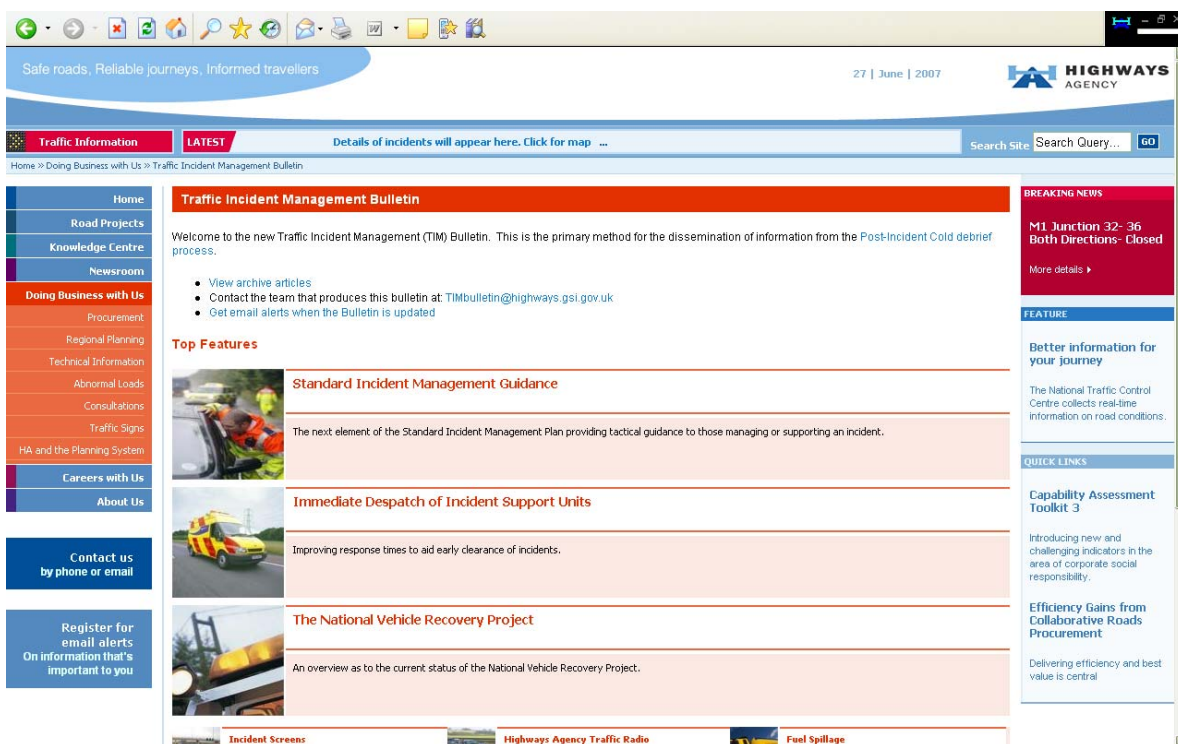 Safe roads, Reliable journeys, Informed travellers
27 | June | 2007
HIGHWAYS
AGENCY
Traffic Information
LATEST
Details of incidents will appear here. Click for map ...
Search Site
Search Query...
GO
Home » Doing Business with Us » Traffic Incident Management Bulletin
Home
Road Projects
Knowledge Centre
Newsroom
Doing Business with Us
Procurement
Regional Planning
Technical Information
Abnormal Loads
Consultations
Traffic Signs
HA and the Planning System
Careers with Us
About Us
Contact us
by phone or email
Register for
email alerts
On information that's
important to you
Traffic Incident Management Bulletin
Welcome to the new Traffic Incident Management (TIM) Bulletin. This is the primary method for the dissemination of information from the Post-Incident Cold debrief
process.
View archive articles
Contact the team that produces this bulletin at: TIMbulletin@highways.gsi.gov.uk
Get email alerts when the Bulletin is updated
Top Features
Standard Incident Management Guidance
The next element of the Standard Incident Management Plan providing tactical guidance to those managing or supporting an incident.
Immediate Despatch of Incident Support Units
Improving response times to aid early clearance of incidents.
The National Vehicle Recovery Project
An overview as to the current status of the National Vehicle Recovery Project.
Incident Screens
Highways Agency Traffic Radio
Fuel Spillage
BREAKING NEWS
M1 Junction 32- 36
Both Directions- Closed
More details
FEATURE
Better information for
your journey
The National Traffic Control
Centre collects real-time
information on road conditions.
QUICK LINKS
Capability Assessment
Toolkit 3
Introducing new and
challenging indicators in the
area of corporate social
responsibility.
Efficiency Gains from
Collaborative Roads
Procurement
Delivering efficiency and best
value is central